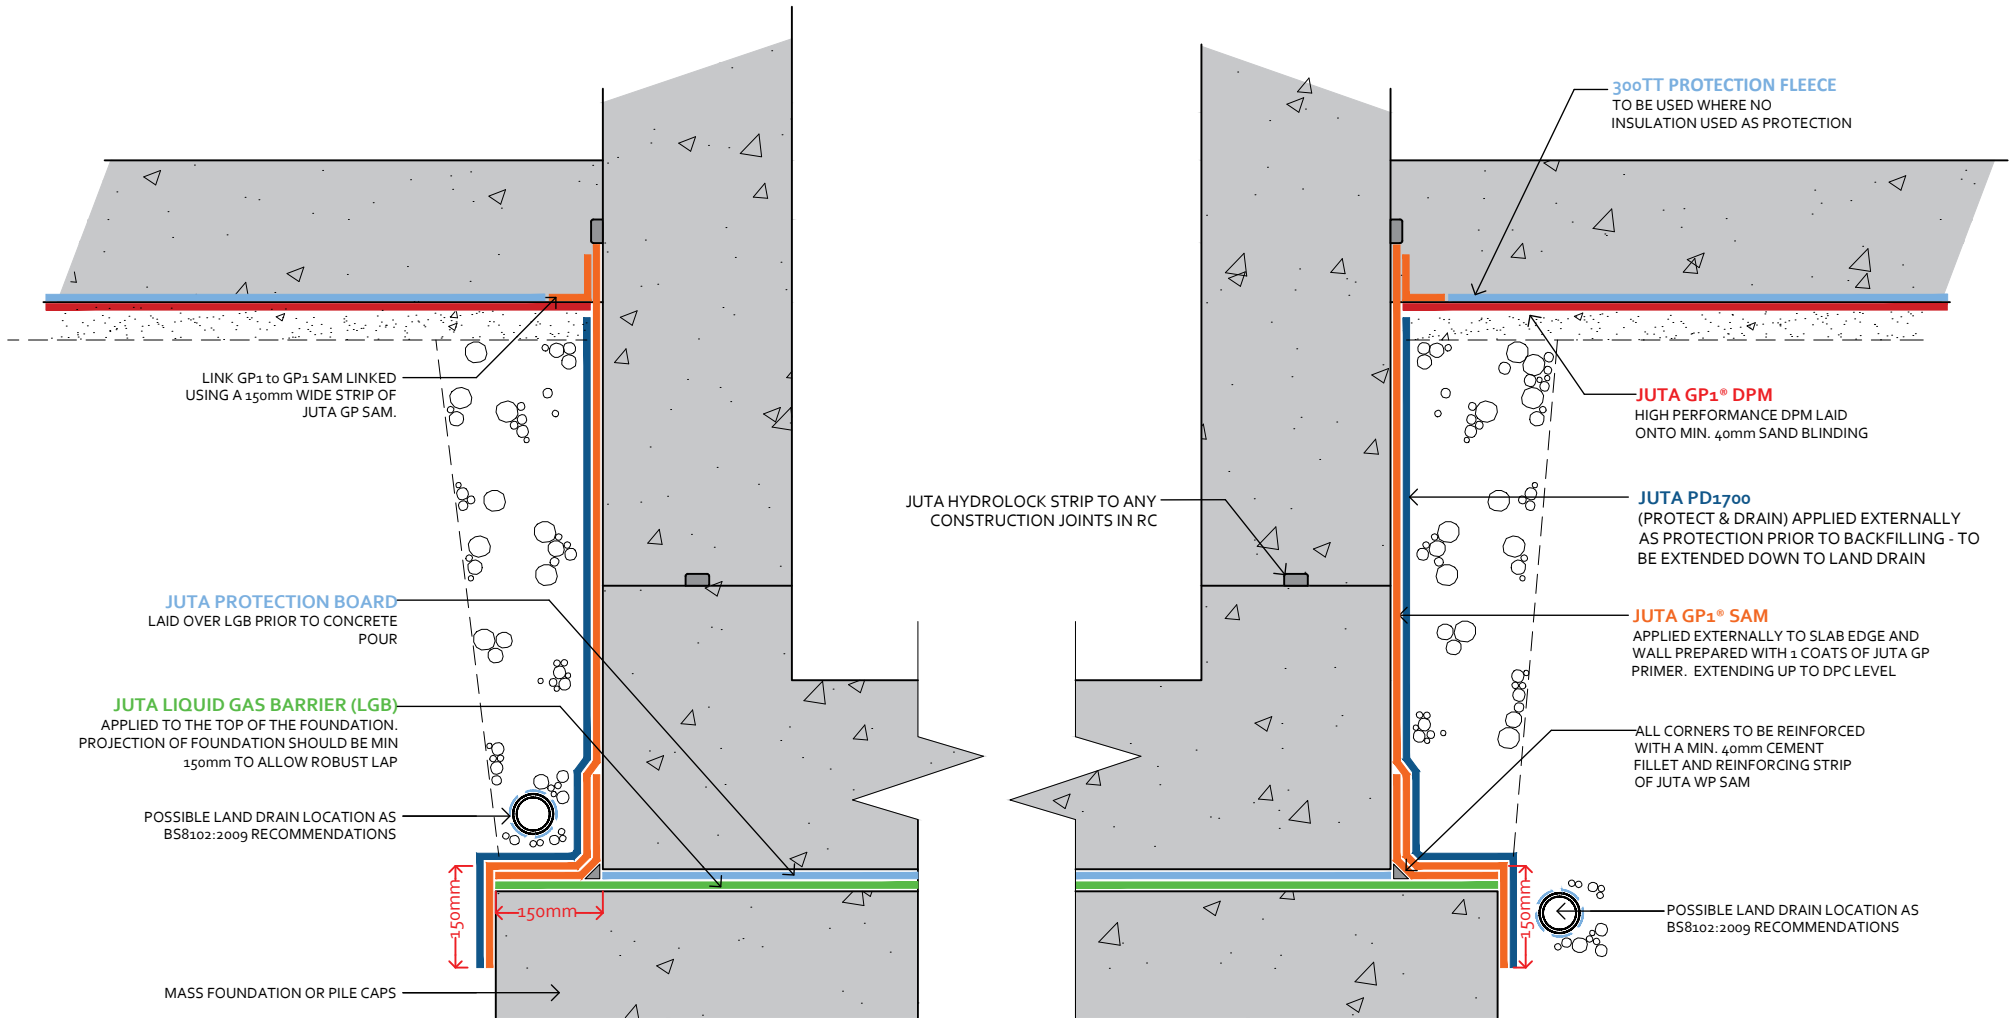 300TT PROTECTION FLEECE
TO BE USED WHERE NO
INSULATION USED AS PROTECTION
LINK GP1 to GP1 SAM LINKED
USING A 150mm WIDE STRIP OF
JUTA GP SAM.
JUTA GP1® DPM
HIGH PERFORMANCE DPM LAID
ONTO MIN. 40mm SAND BLINDING
JUTA HYDROLOCK STRIP TO ANY
CONSTRUCTION JOINTS IN RC
JUTA PD1700
(PROTECT & DRAIN) APPLIED EXTERNALLY
AS PROTECTION PRIOR TO BACKFILLING - TO
BE EXTENDED DOWN TO LAND DRAIN
JUTA PROTECTION BOARD
LAID OVER LGB PRIOR TO CONCRETE
POUR
JUTA GP1® SAM
APPLIED EXTERNALLY TO SLAB EDGE AND
WALL PREPARED WITH 1 COATS OF JUTA GP
PRIMER. EXTENDING UP TO DPC LEVEL
JUTA LIQUID GAS BARRIER (LGB)
APPLIED TO THE TOP OF THE FOUNDATION.
PROJECTION OF FOUNDATION SHOULD BE MIN
150mm TO ALLOW ROBUST LAP
ALL CORNERS TO BE REINFORCED
WITH A MIN. 40mm CEMENT
FILLET AND REINFORCING STRIP
OF JUTA WP SAM
POSSIBLE LAND DRAIN LOCATION AS
BS8102:2009 RECOMMENDATIONS
150mm
150mm
150mm
POSSIBLE LAND DRAIN LOCATION AS
BS8102:2009 RECOMMENDATIONS
MASS FOUNDATION OR PILE CAPS